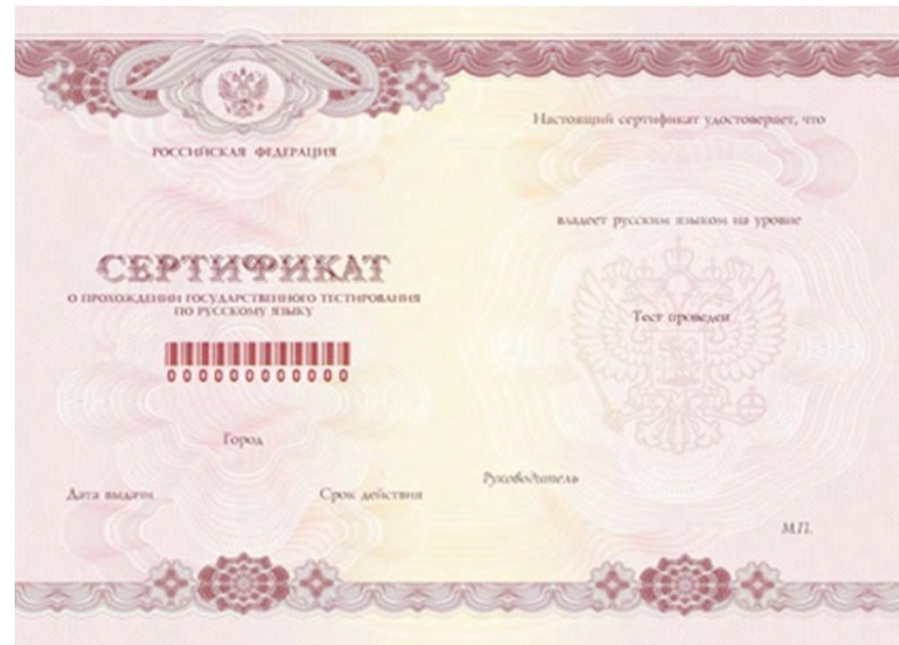 РОССИЙСКАЯ ФЕДЕРАЦИЯ
СЕРТИФИКАТ
О ПРОХОЖДЕНИИ ГОСУДАРСТВЕННОГО ТЕСТИРОВАНИЯ
ПО РУССКОМУ ЯЗЫКУ
000000000000
Город
Дата выдачи
Срок действия
Настоящий сертификат удостоверяет, что
владеет русским языком на уровне
Тест проведен
Руководитель
М.П.